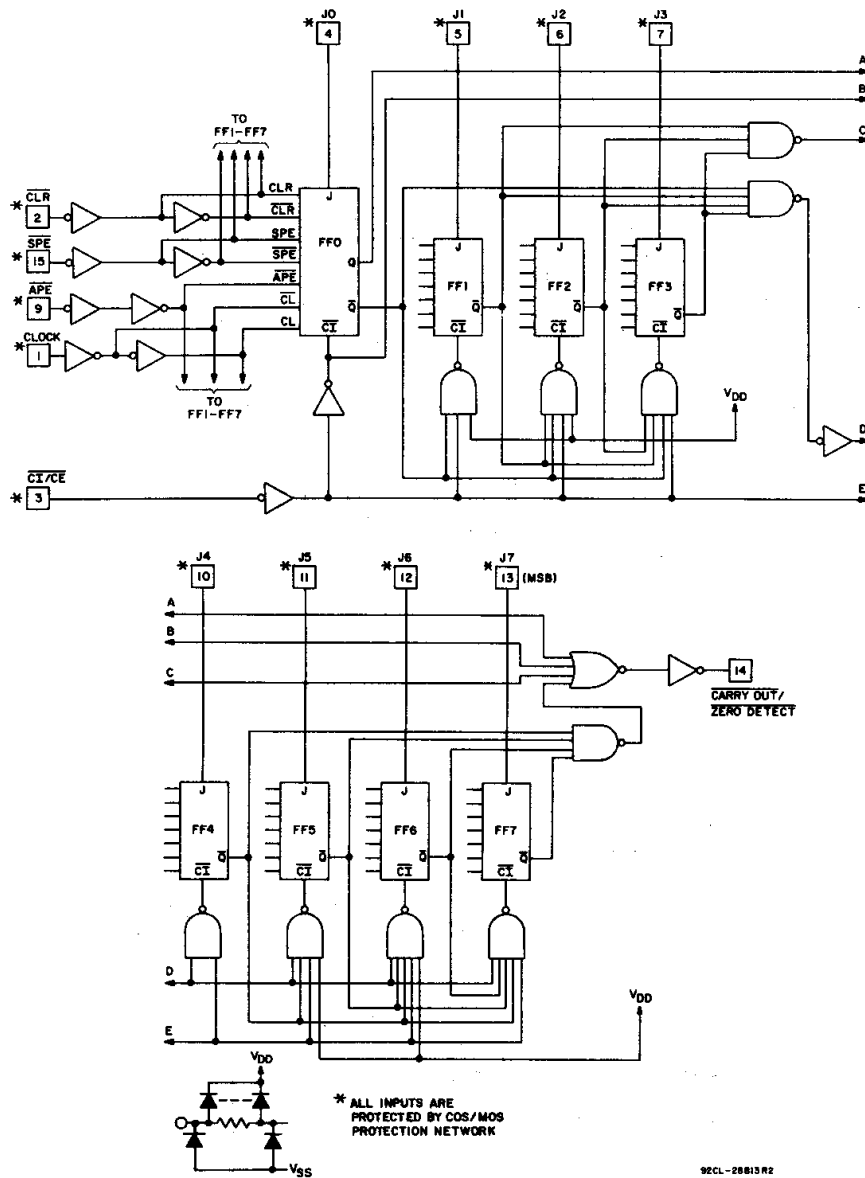 J0 J1 J2 J3
* 4 * 5 * 6 * 7
A
B
TO
FF1-FF7
C
CLR
* 2
CLR
J
CLR
SPE
* 15
SPE
FF0
Q
SPE
J J J
APE
* 9
APE
FF1 FF2 FF3
CL
Q Q Q Q
* CLOCK
1
CL
CI CI CI CI
TO
FF1-FF7
VDD
D
CI/CE
* 3
E
J4 J5 J6 J7
* 10 * 11 * 12 * 13 (MSB)
A
B
14
C
CARRY OUT/
ZERO DETECT
J J J J
FF4 FF5 FF6 FF7
Q Q Q Q
CI CI CI CI
D
VDD
E
VDD
* ALL INPUTS ARE
PROTECTED BY COS/MOS
PROTECTION NETWORK
VSS
92CL-28813R2